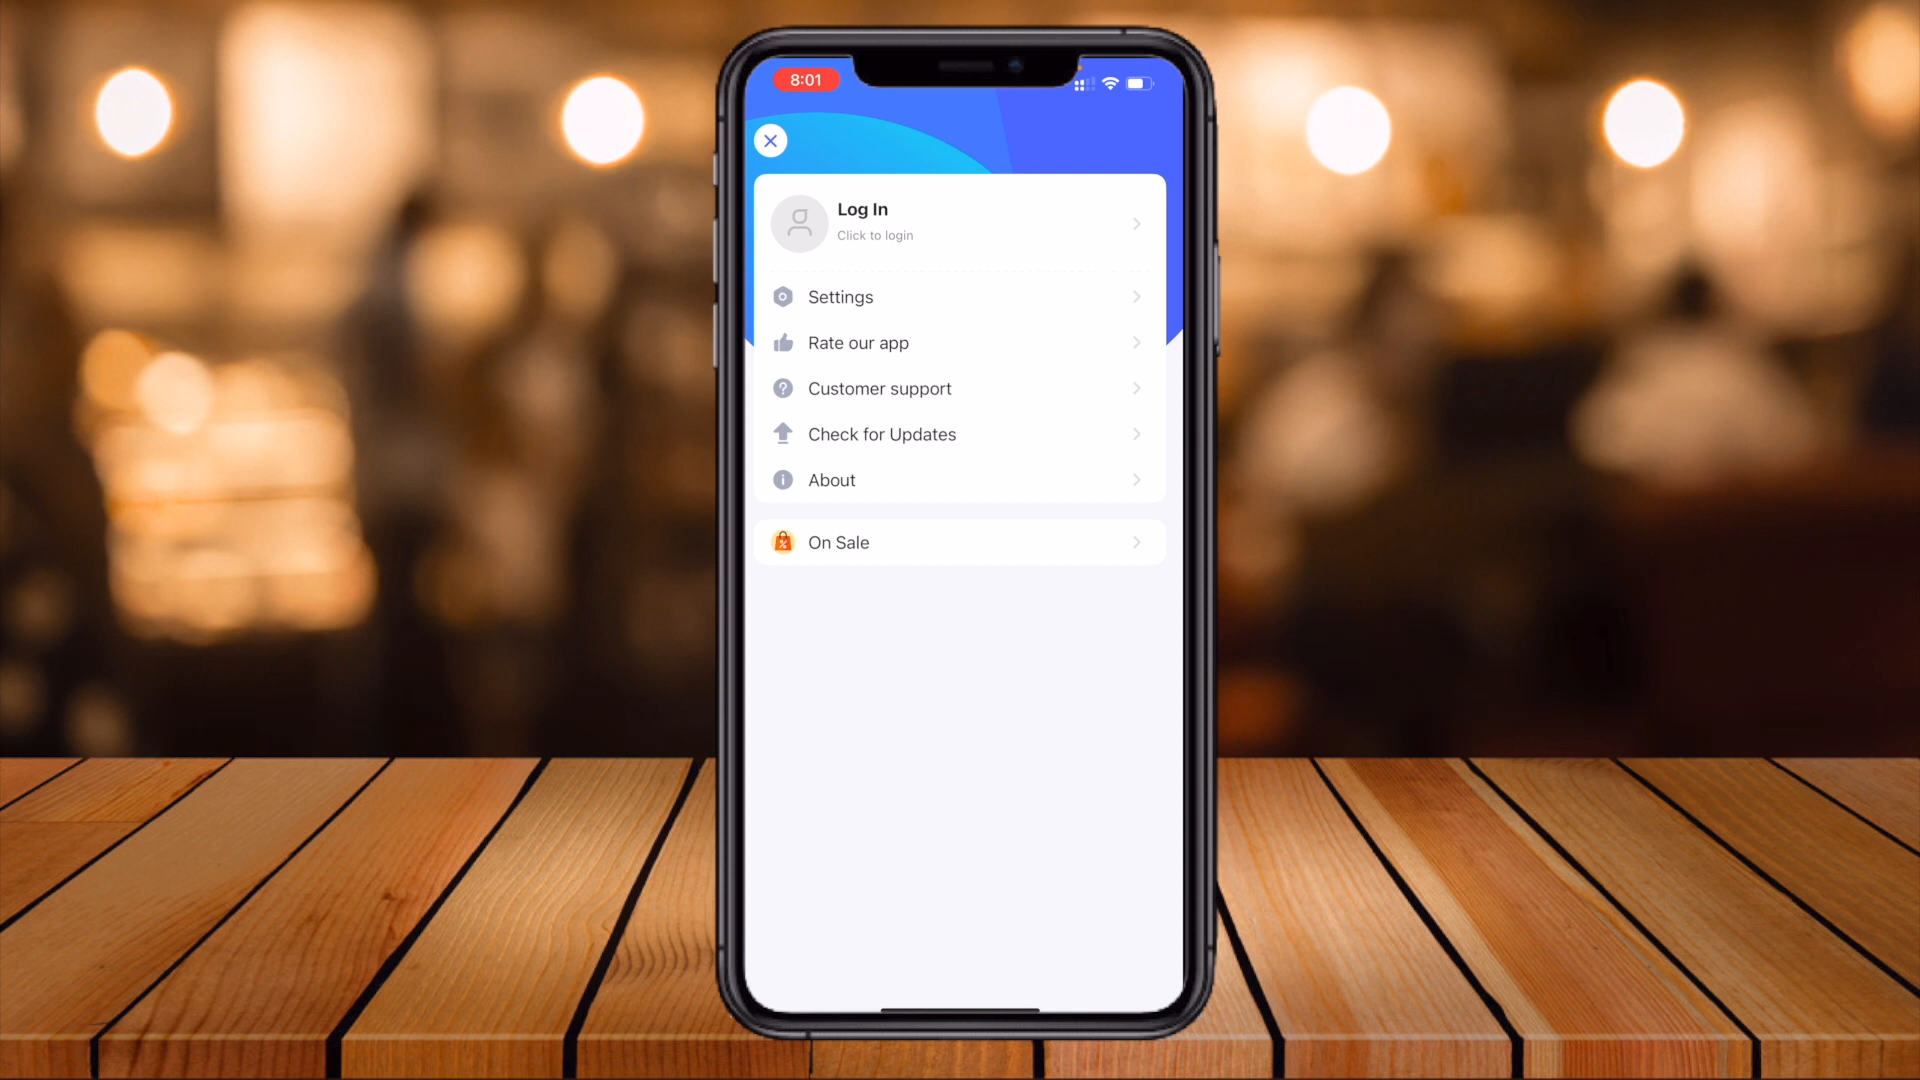 8:01
Log In
Click to login
Settings
Rate our app
Customer support
Check for Updates
About
On Sale